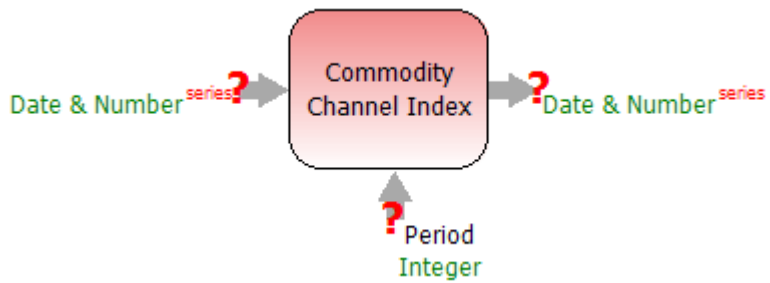 Commodity
Channel Index
? ?
Date & Number series Date & Number series
? Period
Integer